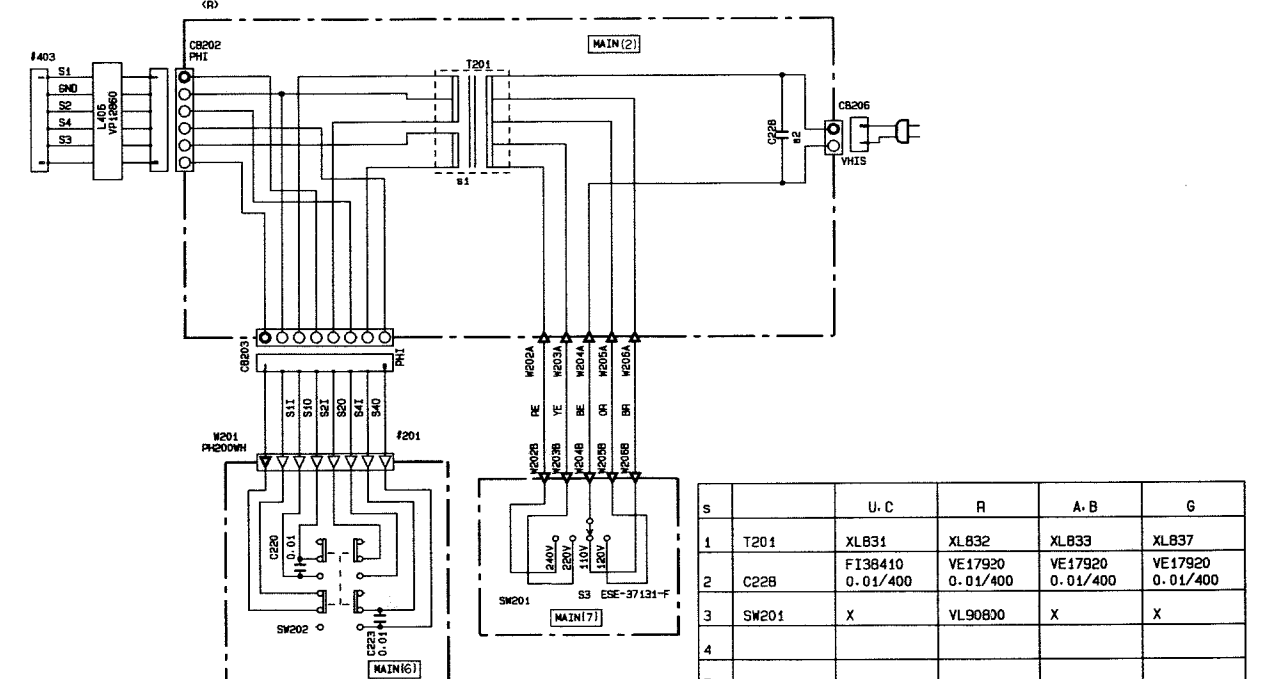 (R)
MAIN(2)
CB202
PHI
#403
S1
GND
S2
S4
S3
L405
VP12860
T201
s1
C228
s2
CB206
VHIS
CB203
PHI
W202A
W203A
W204A
W205A
W206A
RE
YE
BE
OR
BR
W202B
W203B
W204B
W205B
W206B
S1I
S1O
S2I
S2O
S4I
S4O
W201
PH200WH
#201
C220
0.01
SW202
C223
0.01
MAIN(6)
240V
220V
110V
120V
SW201
S3 ESE-37131-F
MAIN(7)
s U.C R A.B G
1 T201 XL831 XL832 XL833 XL837
2 C228 FI38410 0.01/400 VE17920 0.01/400 VE17920 0.01/400 VE17920 0.01/400
3 SW201 X VL90800 X X
4